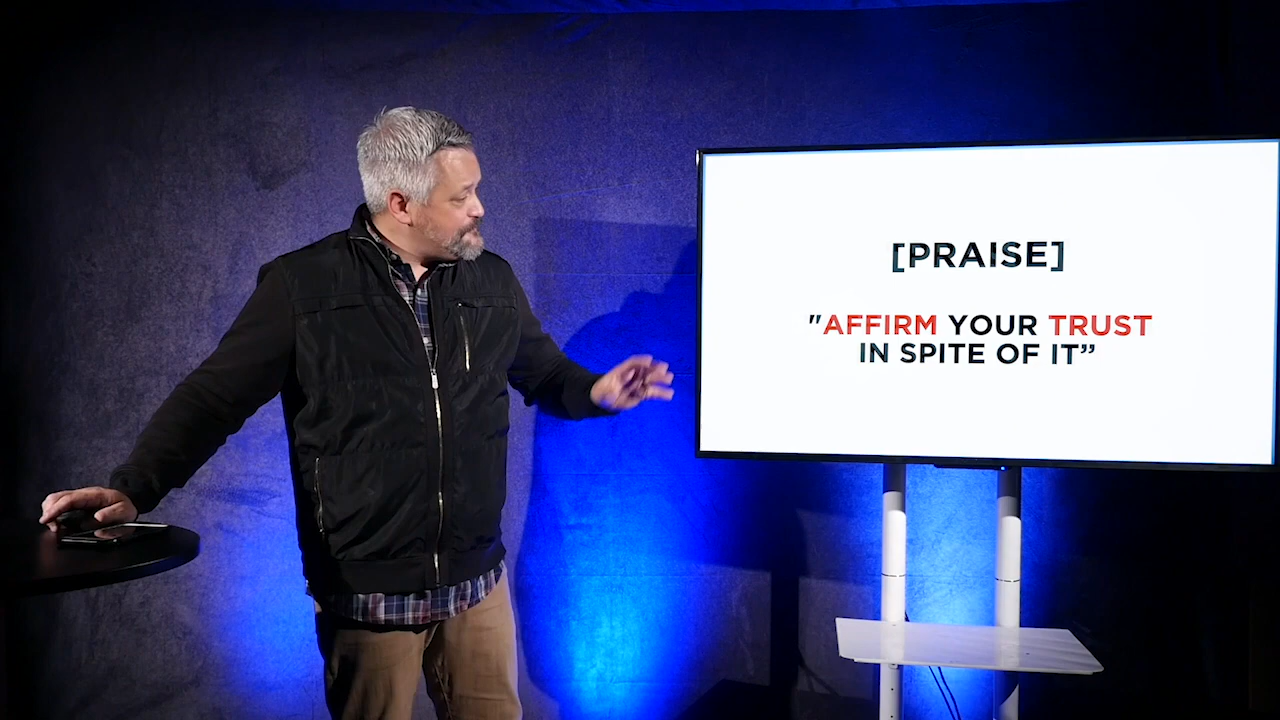 [PRAISE]
"AFFIRM YOUR TRUST
IN SPITE OF IT”